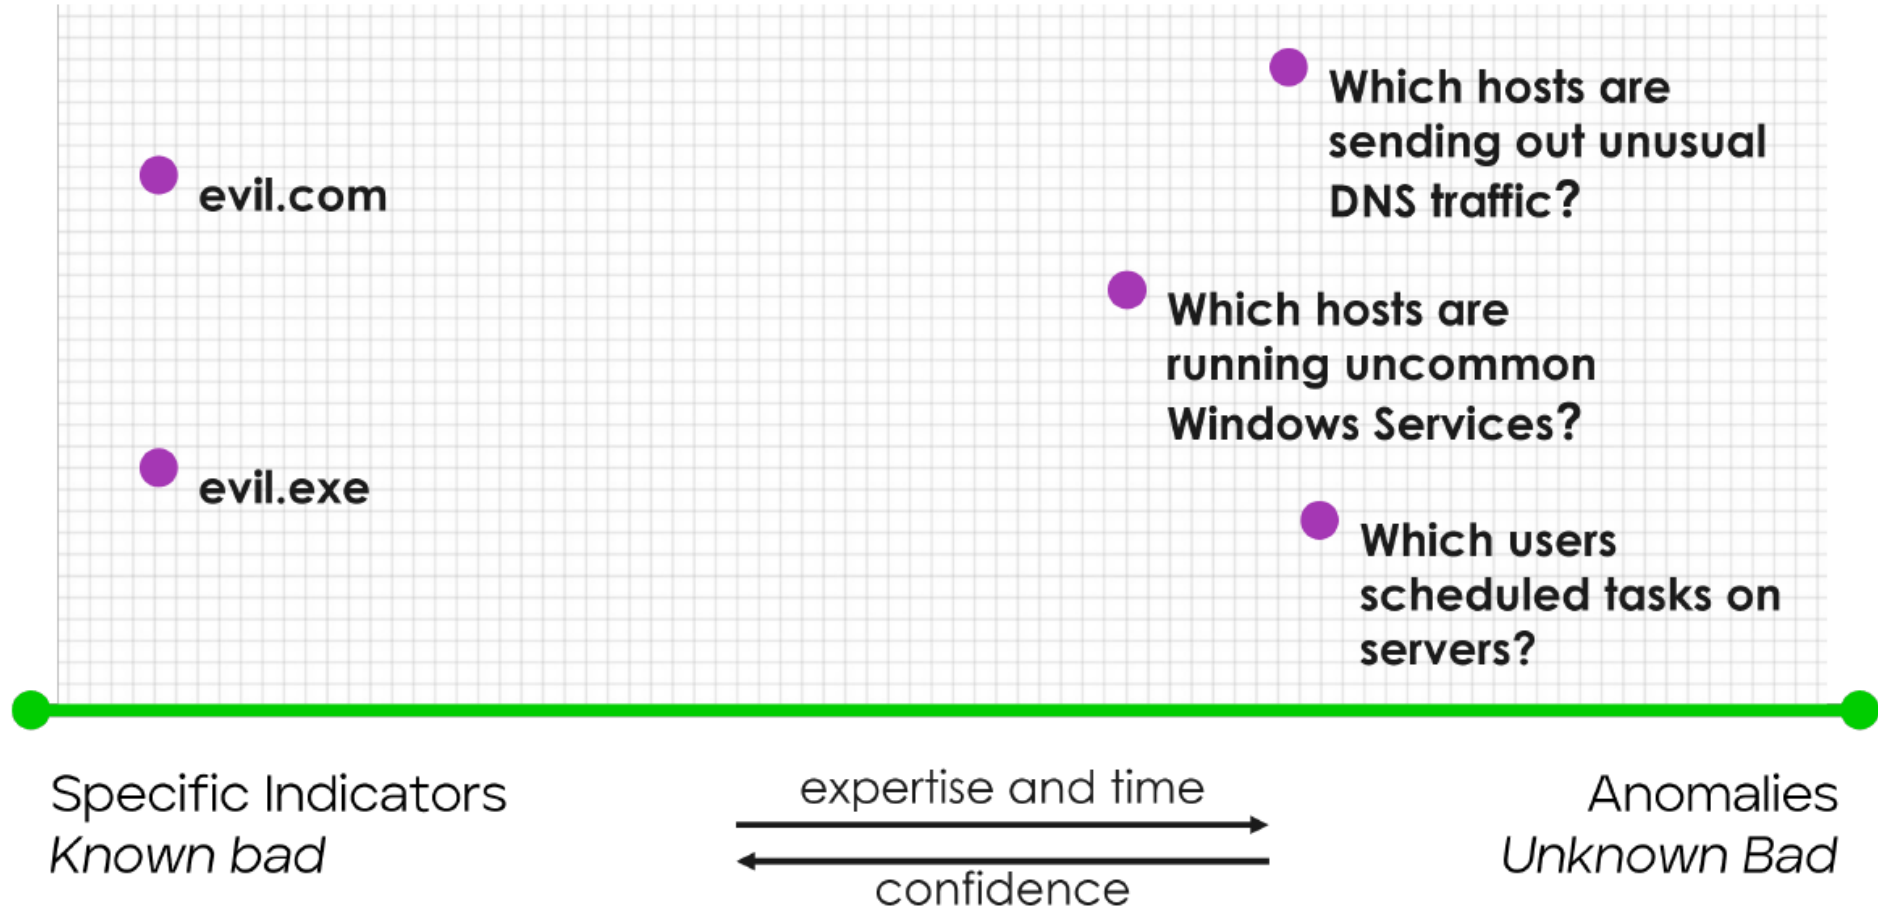 Which hosts are
sending out unusual
DNS traffic?
evil.com
Which hosts are
running uncommon
Windows Services?
evil.exe
Which users
scheduled tasks on
servers?
Specific Indicators
Known bad
expertise and time
confidence
Anomalies
Unknown Bad